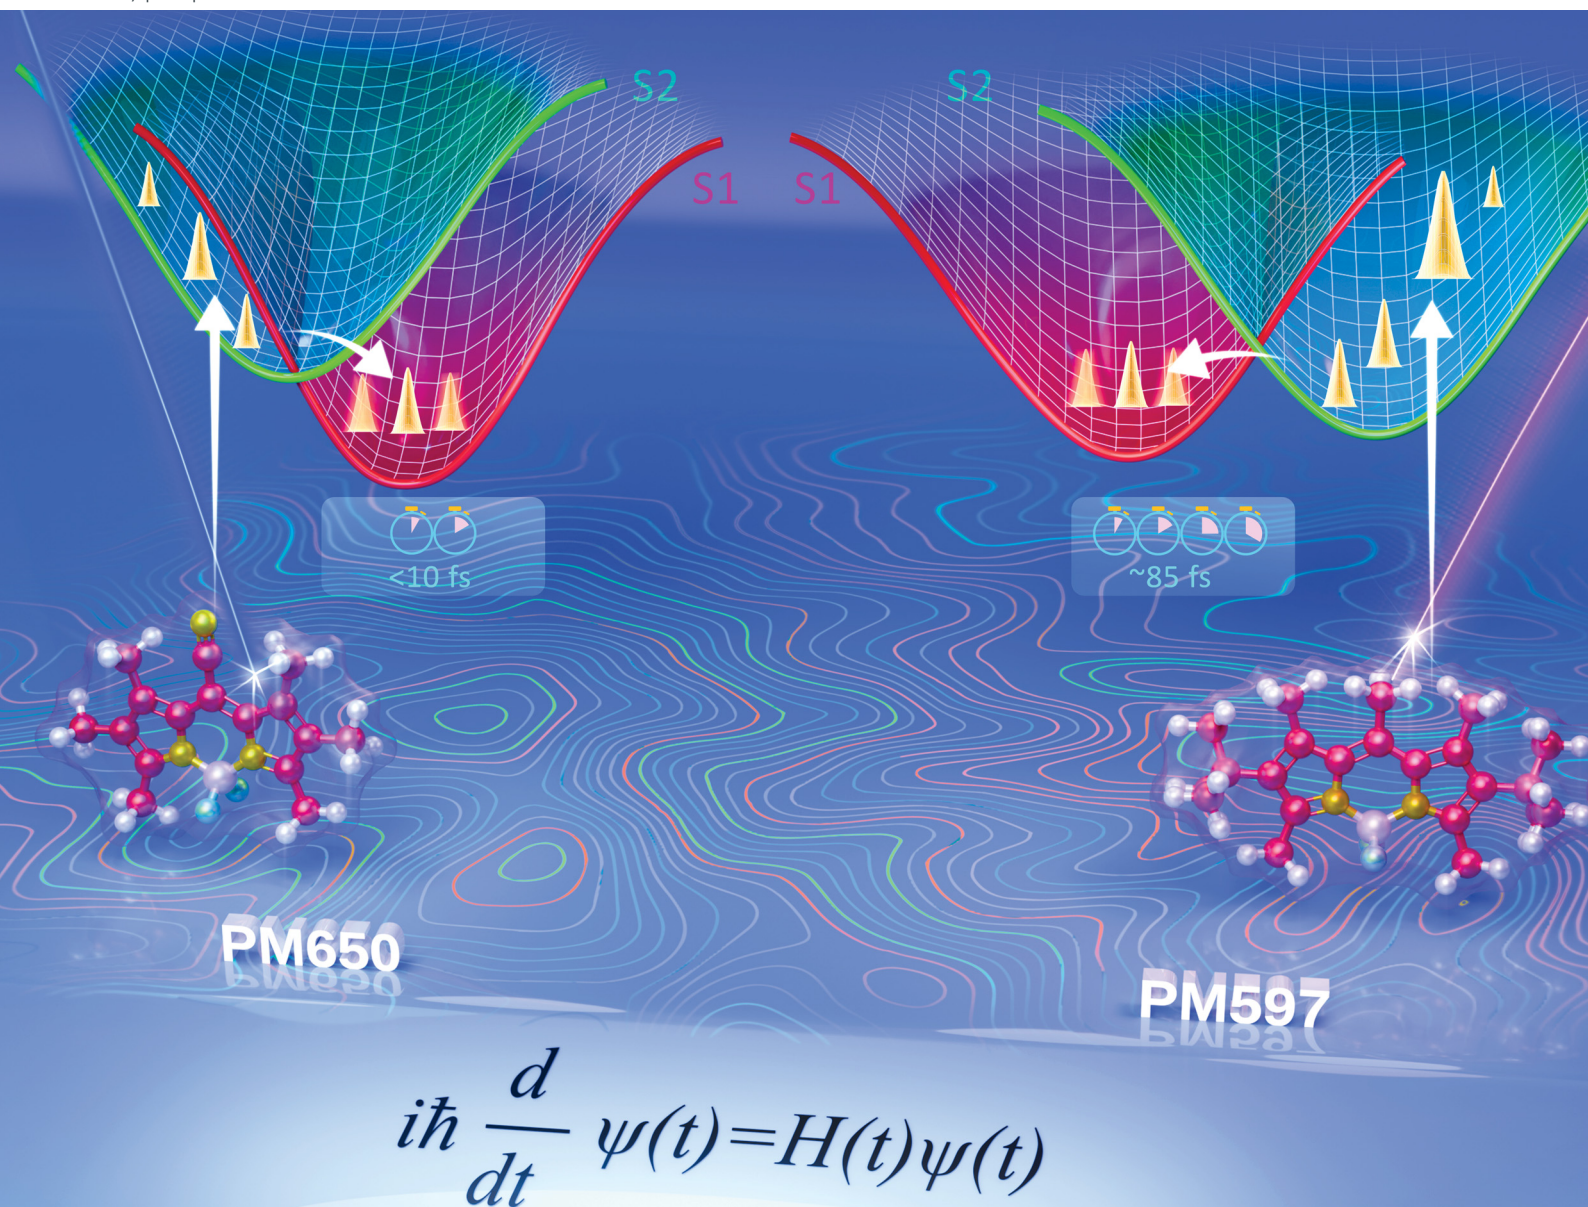 S2
S2
S1
S1
<10 fs
~85 fs
PM650
PM597
iħ d/dt ψ(t)=H(t)ψ(t)